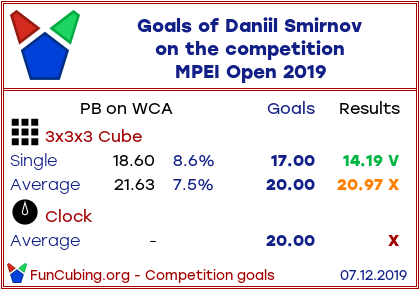 Goals of Daniil Smirnov
on the competition
MPEI Open 2019
PB on WCA Goals Results
3x3x3 Cube
Single 18.60 8.6% 17.00 14.19 V
Average 21.63 7.5% 20.00 20.97 X
Clock
Average - 20.00 X
FunCubing.org - Competition goals 07.12.2019